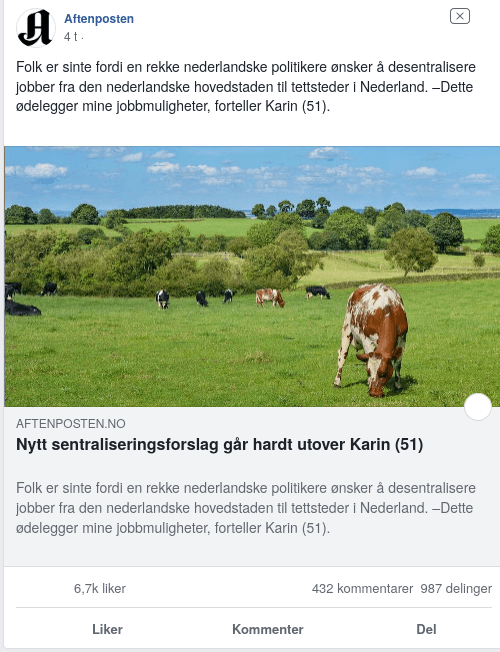 Aftenposten
4 t ·
Folk er sinte fordi en rekke nederlandske politikere ønsker å desentralisere
jobber fra den nederlandske hovedstaden til tettsteder i Nederland. –Dette
ødelegger mine jobbmuligheter, forteller Karin (51).
AFTENPOSTEN.NO
Nytt sentraliseringsforslag går hardt utover Karin (51)
Folk er sinte fordi en rekke nederlandske politikere ønsker å desentralisere
jobber fra den nederlandske hovedstaden til tettsteder i Nederland. –Dette
ødelegger mine jobbmuligheter, forteller Karin (51).
6,7k liker 432 kommentarer 987 delinger
Liker Kommenter Del